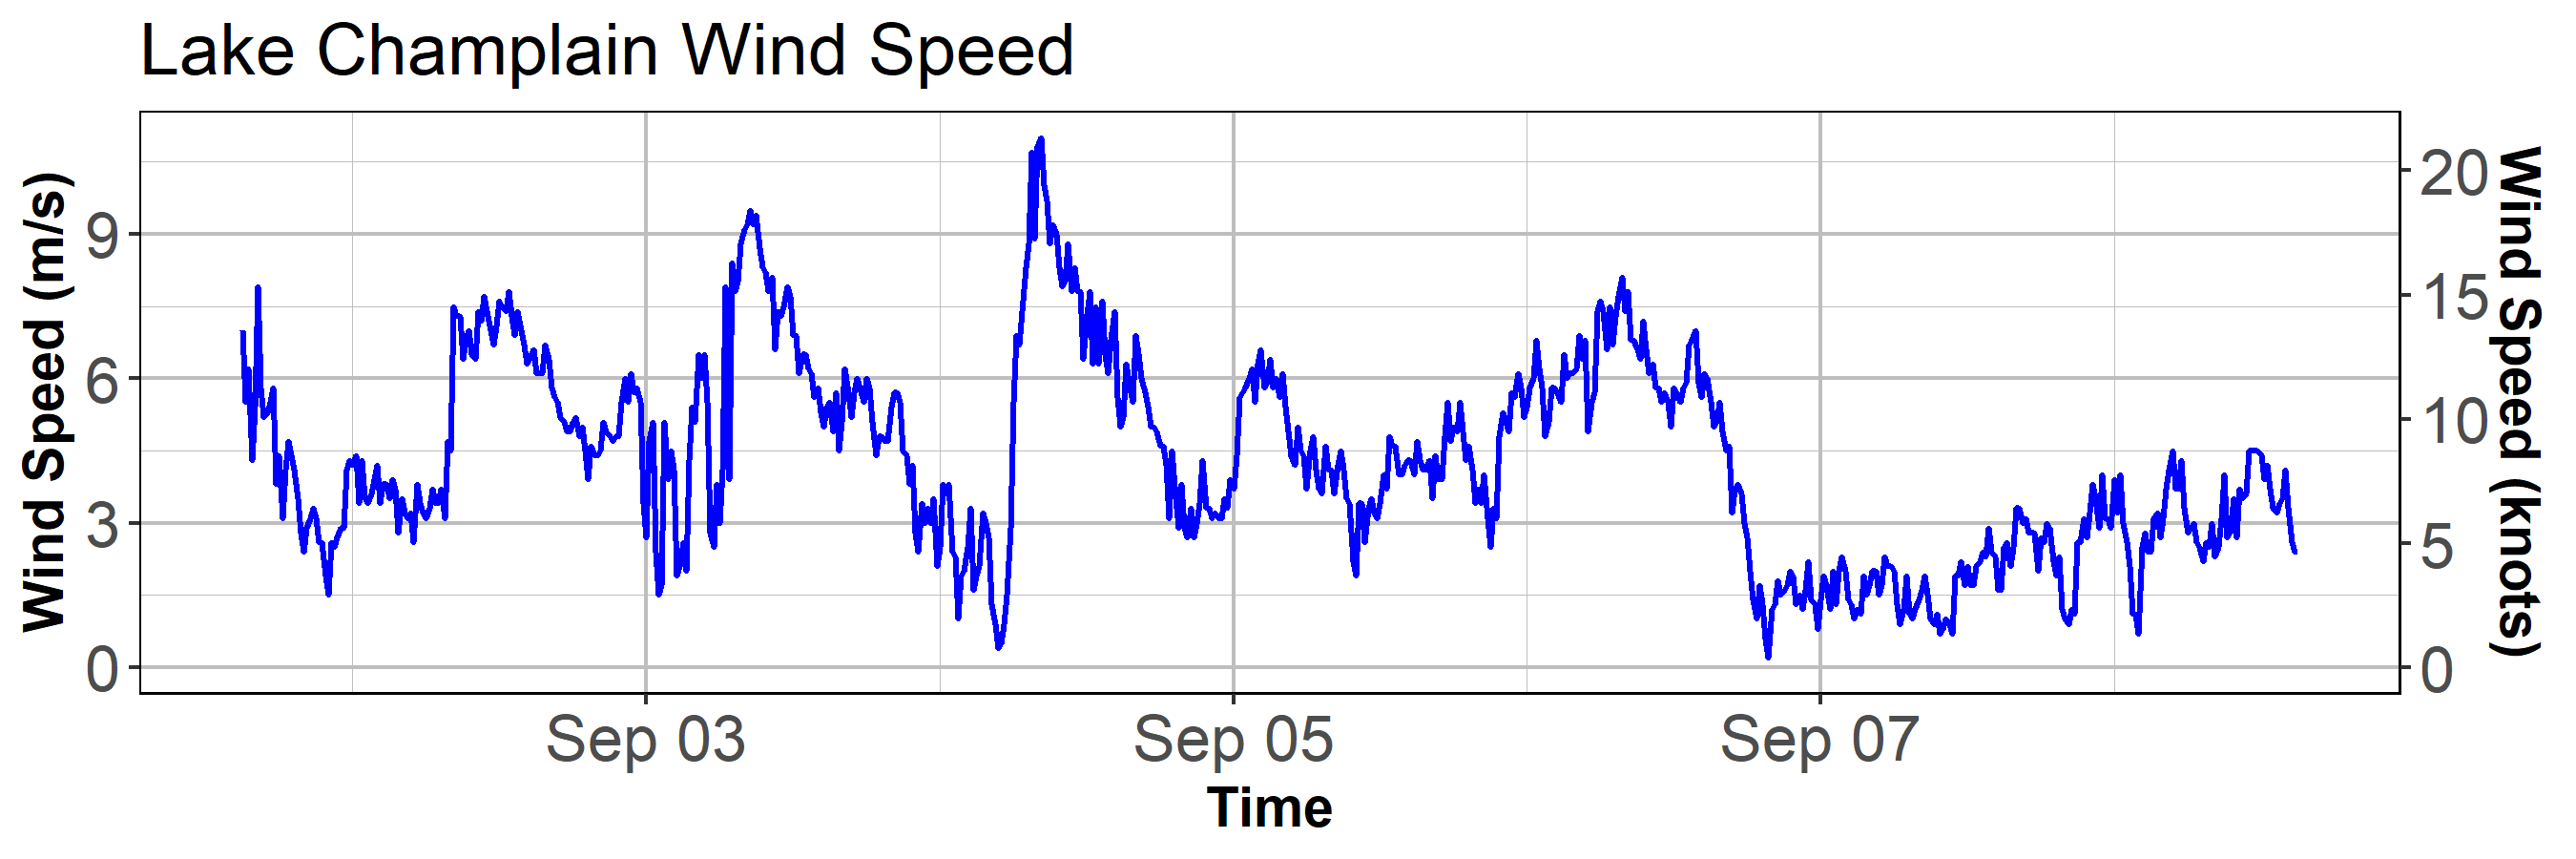 Lake Champlain Wind Speed
Wind Speed (m/s)
9
6
3
0
20
15
10
5
0
Wind Speed (knots)
Sep 03
Sep 05
Sep 07
Time